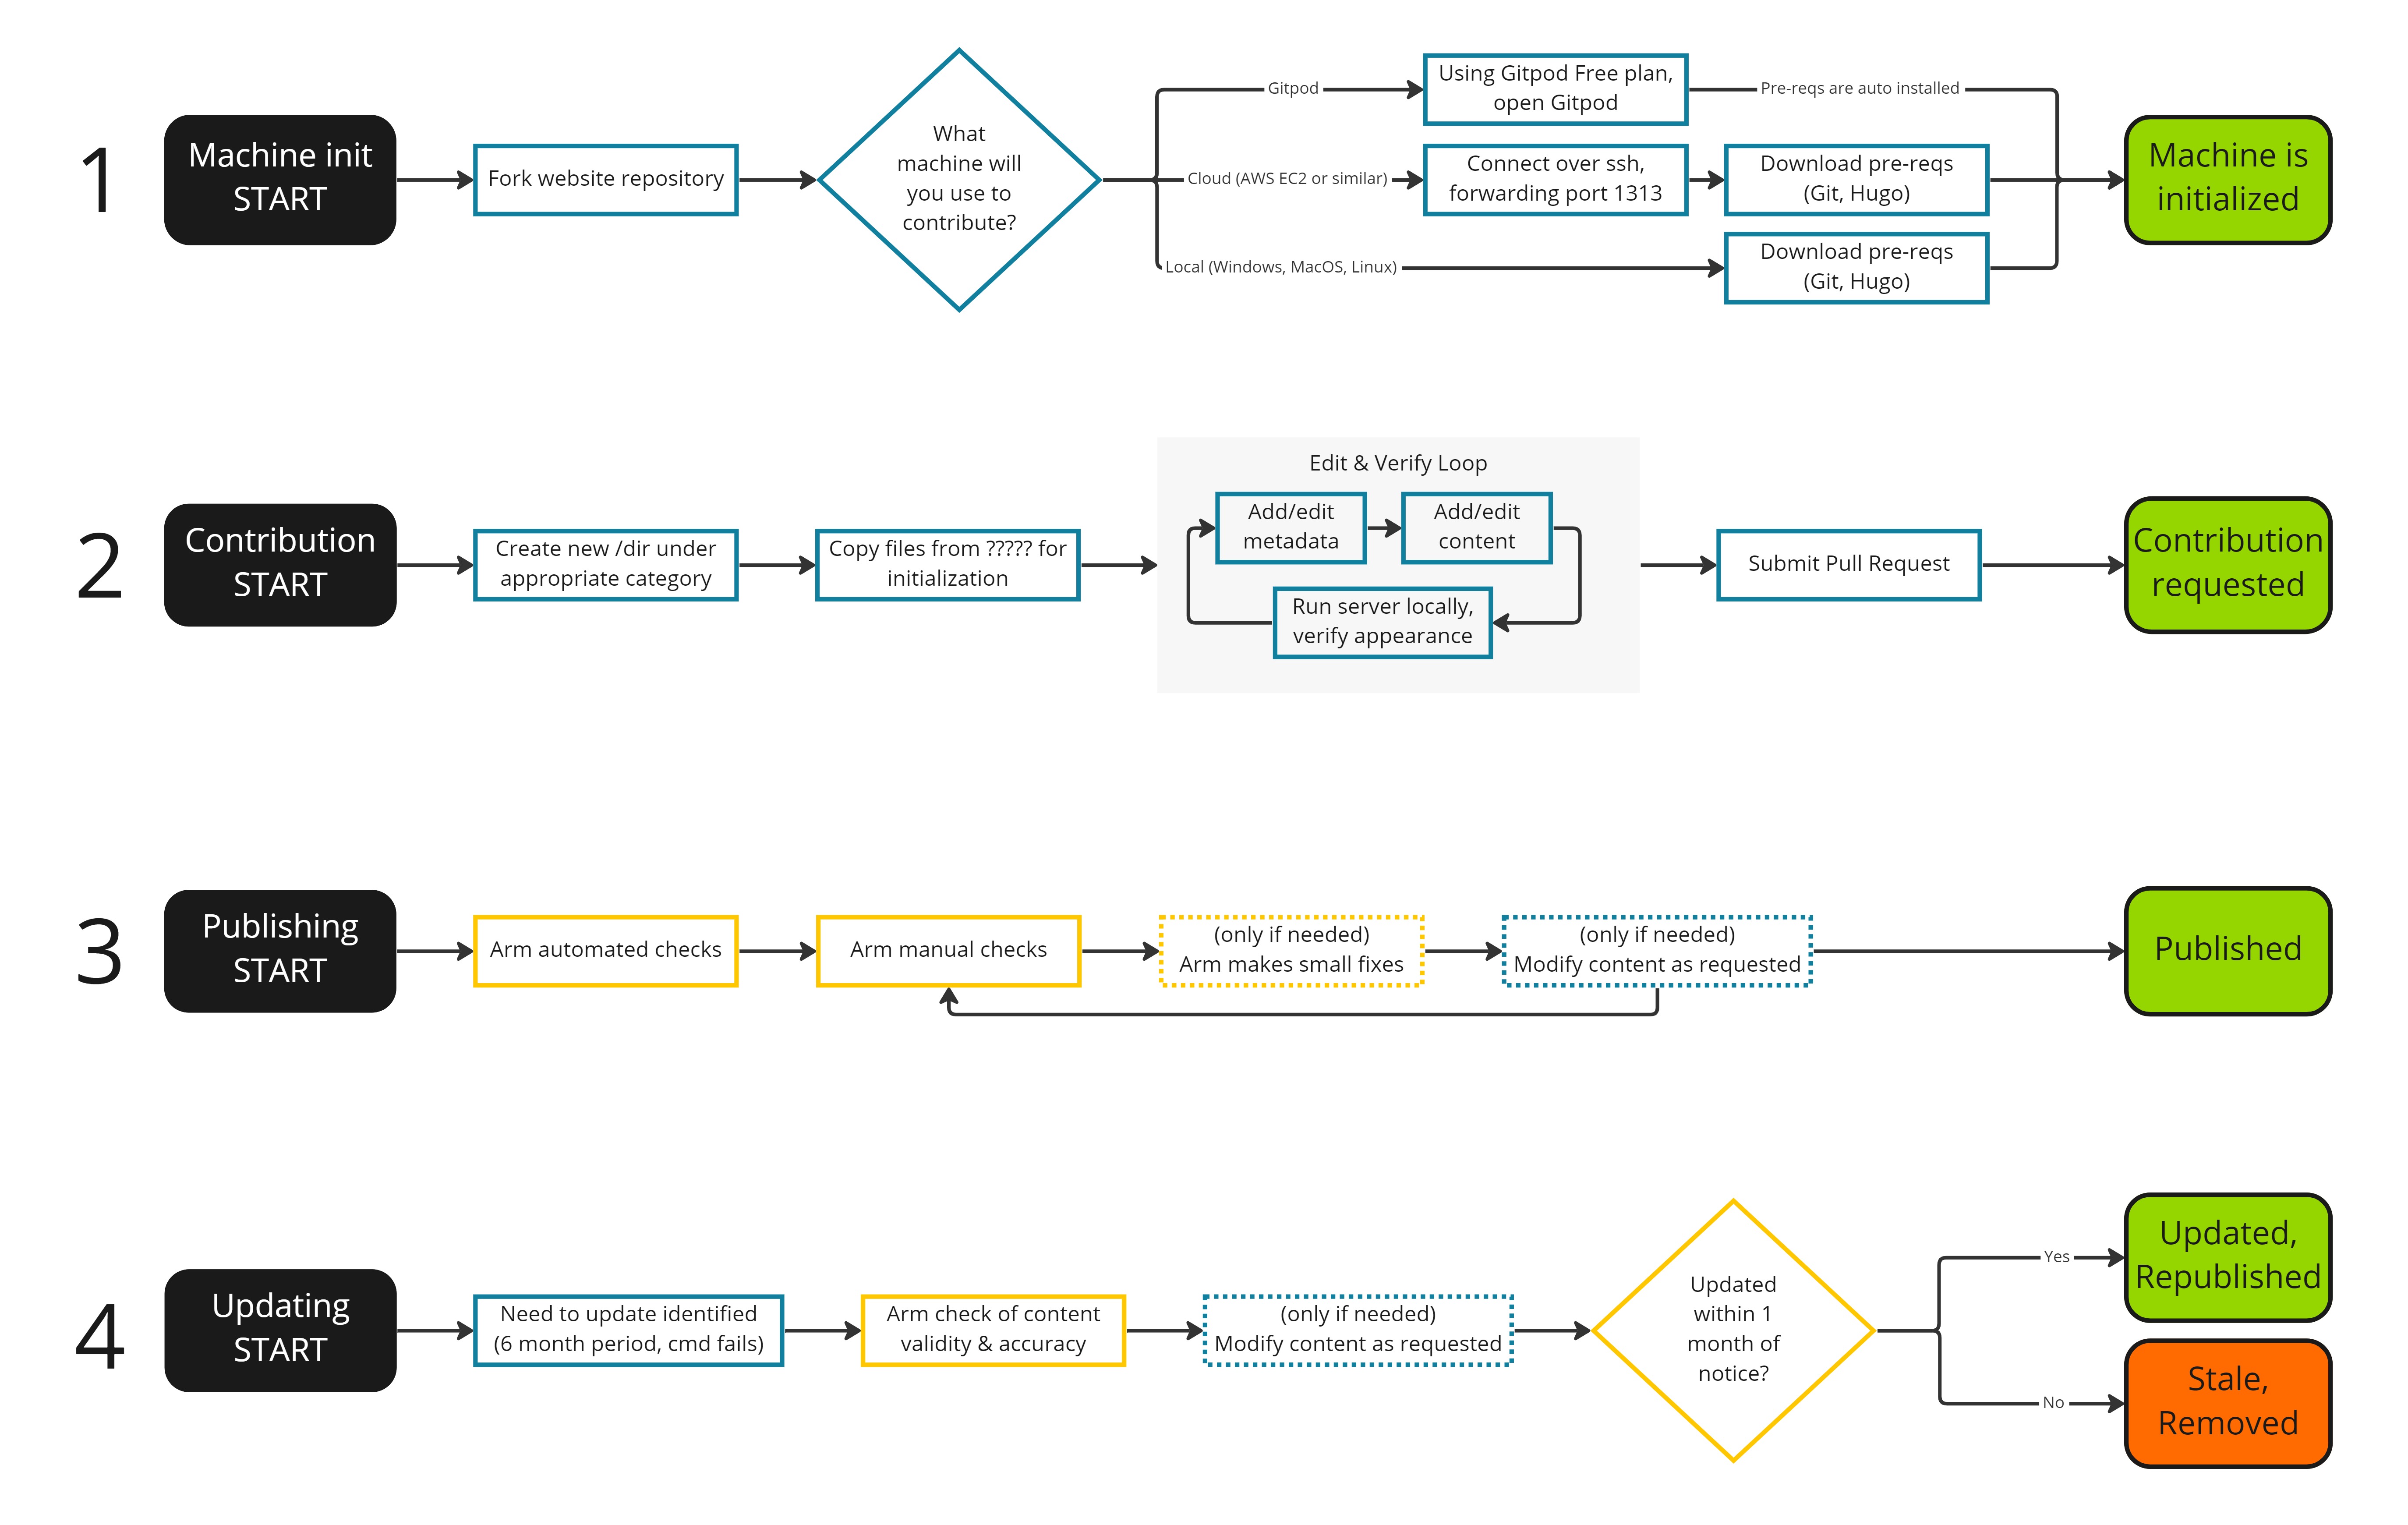 1
Machine init
START
Fork website repository
What
machine will
you use to
contribute?
Gitpod
Using Gitpod Free plan,
open Gitpod
Pre-reqs are auto installed
Cloud (AWS EC2 or similar)
Connect over ssh,
forwarding port 1313
Download pre-reqs
(Git, Hugo)
Local (Windows, MacOS, Linux)
Download pre-reqs
(Git, Hugo)
Machine is
initialized
2
Contribution
START
Create new /dir under
appropriate category
Copy files from ????? for
initialization
Edit & Verify Loop
Add/edit
metadata
Add/edit
content
Run server locally,
verify appearance
Submit Pull Request
Contribution
requested
3
Publishing
START
Arm automated checks
Arm manual checks
(only if needed)
Arm makes small fixes
(only if needed)
Modify content as requested
Published
4
Updating
START
Need to update identified
(6 month period, cmd fails)
Arm check of content
validity & accuracy
(only if needed)
Modify content as requested
Updated
within 1
month of
notice?
Yes
Updated,
Republished
No
Stale,
Removed